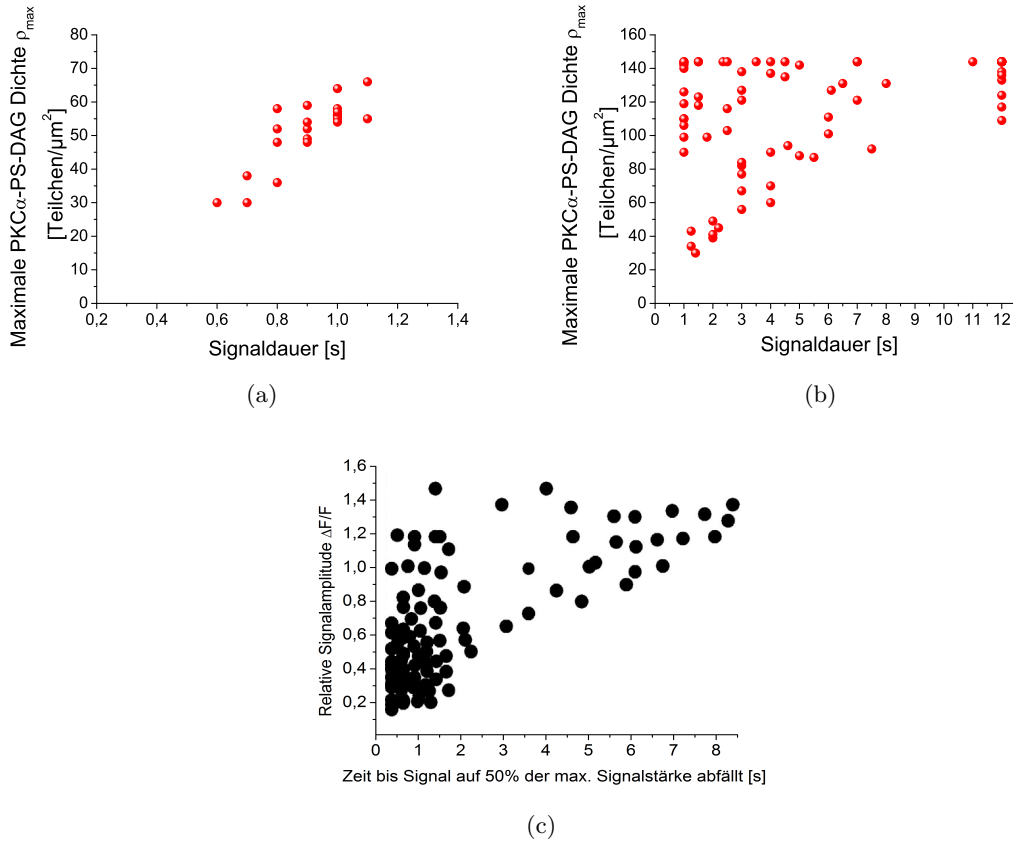 Maximale PKCα-PS-DAG Dichte ρmax
[Teilchen/µm²]
80
70
60
50
40
30
20
10
0
0,2 0,4 0,6 0,8 1,0 1,2 1,4
Signaldauer [s]
(a)
Maximale PKCα-PS-DAG Dichte ρmax
[Teilchen/µm²]
160
140
120
100
80
60
40
20
0
0 1 2 3 4 5 6 7 8 9 10 11 12
Signaldauer [s]
(b)
Relative Signalamplitude ΔF/F
1,6
1,4
1,2
1,0
0,8
0,6
0,4
0,2
0 1 2 3 4 5 6 7 8
Zeit bis Signal auf 50% der max. Signalstärke abfällt [s]
(c)